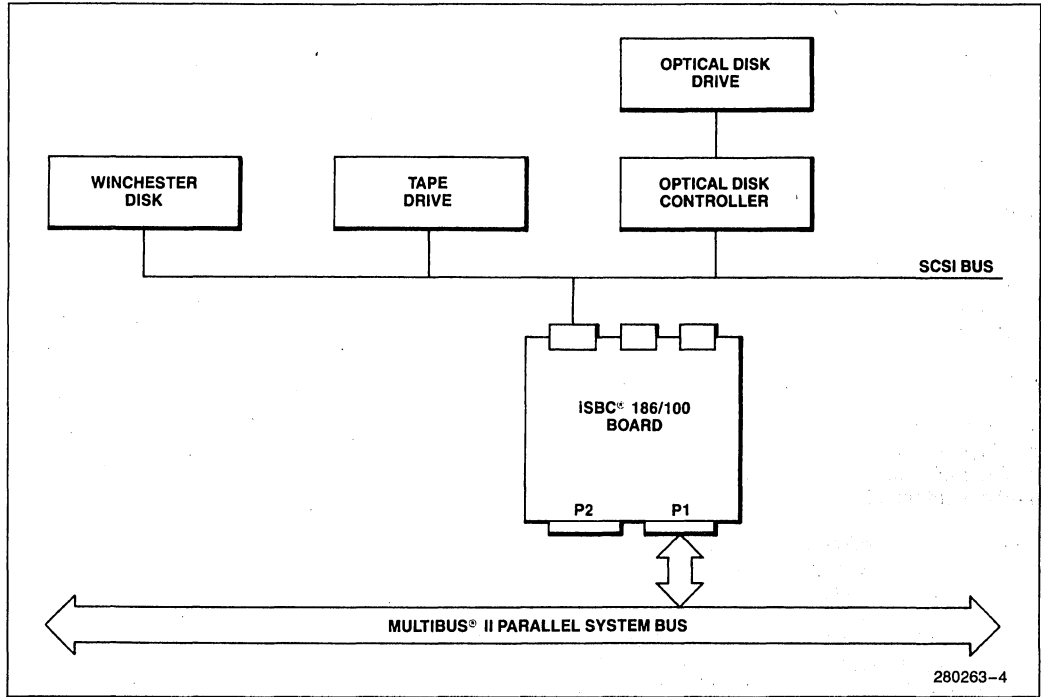 OPTICAL DISK
DRIVE
WINCHESTER
DISK
TAPE
DRIVE
OPTICAL DISK
CONTROLLER
SCSI BUS
iSBC® 186/100
BOARD
P2
P1
MULTIBUS® II PARALLEL SYSTEM BUS
280263–4